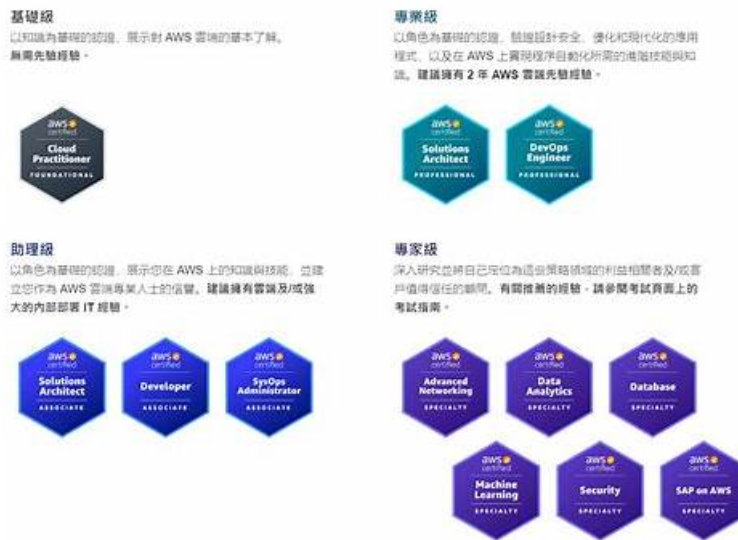 基礎級
以知識為基礎的認證，展示對 AWS 雲端的基本了解。
無需先驗經驗。
aws certified
Cloud
Practitioner
FOUNDATIONAL
專業級
以角色為基礎的認證，驗證設計安全、優化和現代化的應用
程式，以及在 AWS 上實現程序自動化所需的進階技能與知
識。建議擁有 2 年 AWS 雲端先驗經驗。
aws certified
Solutions
Architect
PROFESSIONAL
aws certified
DevOps
Engineer
PROFESSIONAL
助理級
以角色為基礎的認證，展示您在 AWS 上的知識與技能，並建
立您作為 AWS 雲端專業人士的信譽。建議擁有雲端及/或強
大的內部部署 IT 經驗。
aws certified
Solutions
Architect
ASSOCIATE
aws certified
Developer
ASSOCIATE
aws certified
SysOps
Administrator
ASSOCIATE
專家級
深入研究並將自己定位為這些策略領域的利益相關者及/或客
戶值得信任的顧問。有關推薦的經驗，請參閱考試頁面上的
考試指南。
aws certified
Advanced
Networking
SPECIALTY
aws certified
Data
Analytics
SPECIALTY
aws certified
Database
SPECIALTY
aws certified
Machine
Learning
SPECIALTY
aws certified
Security
SPECIALTY
aws certified
SAP on AWS
SPECIALTY